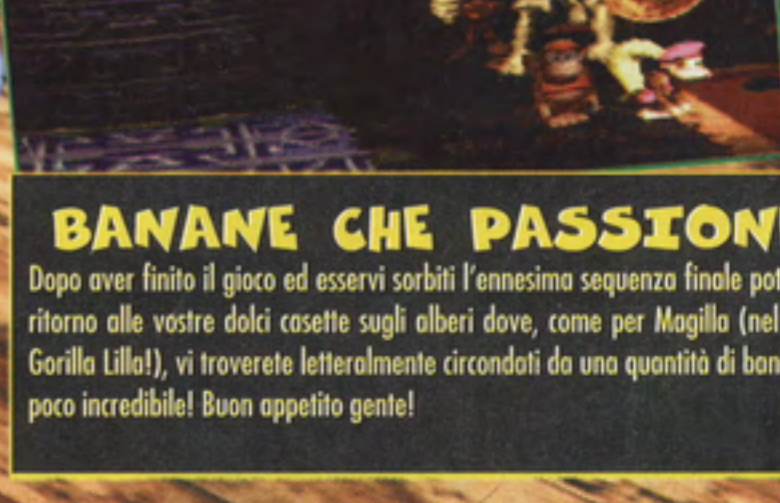 BANANE CHE PASSION
Dopo aver finito il gioco ed esservi sorbiti l'ennesima sequenza finale pot
ritorno alle vostre dolci casette sugli alberi dove, come per Magilla (nel
Gorilla Lilla!), vi troverete letteralmente circondati da una quantità di ban
poco incredibile! Buon appetito gente!